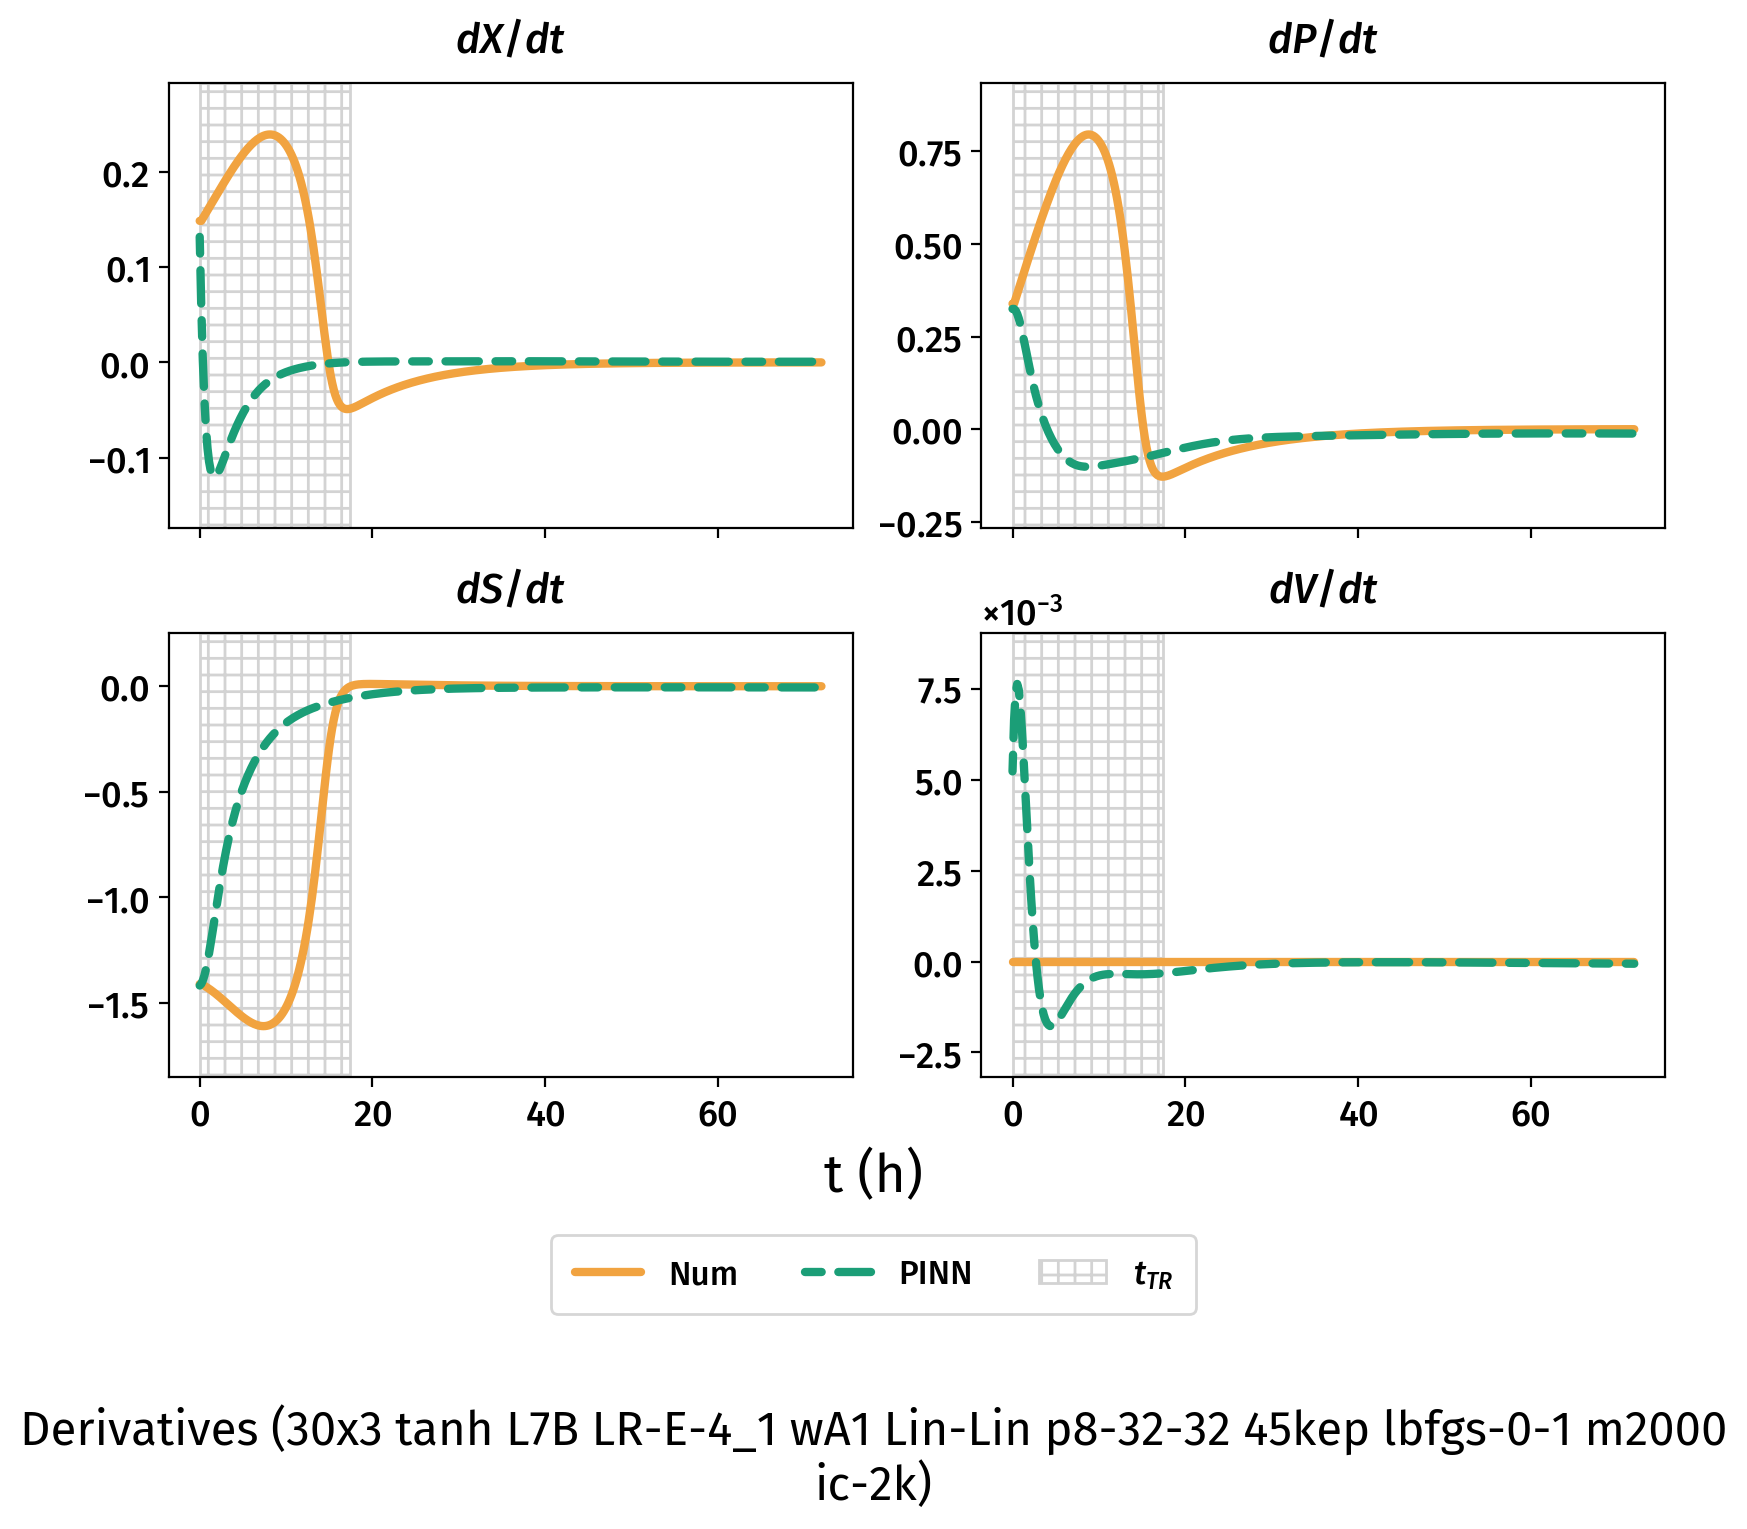 dX/dt
dP/dt
0.2
0.1
0.0
−0.1
0.75
0.50
0.25
0.00
−0.25
dS/dt
dV/dt
×10⁻³
0.0
−0.5
−1.0
−1.5
0 20 40 60
7.5
5.0
2.5
0.0
−2.5
0 20 40 60
t (h)
Num PINN t_TR
Derivatives (30x3 tanh L7B LR-E-4_1 wA1 Lin-Lin p8-32-32 45kep lbfgs-0-1 m2000
ic-2k)